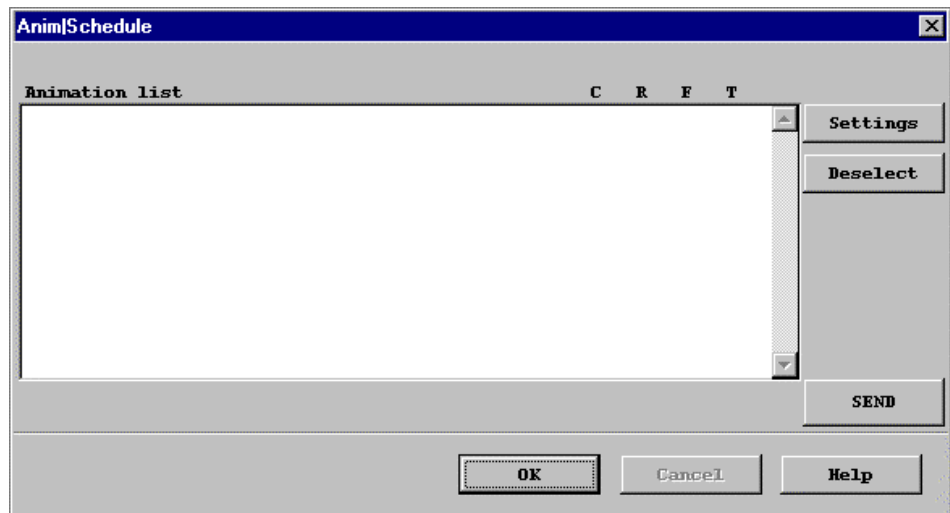 Anim|Schedule
Animation list C R F T
Settings
Deselect
SEND
OK Cancel Help